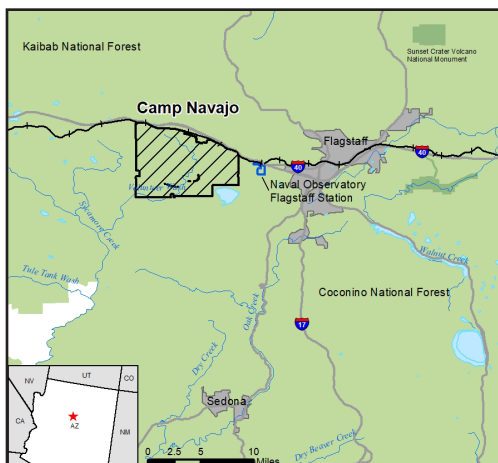 Kaibab National Forest
Sunset Crater Volcano
National Monument
Camp Navajo
Flagstaff
40
40
Naval Observatory
Flagstaff Station
Volunteer Wash
Sycamore Creek
Tule Tank Wash
Walnut Creek
Coconino National Forest
Oak Creek
17
Dry Creek
Sedona
Dry Beaver Creek
NV
UT
CO
CA
AZ
NM
0 2.5 5 10
Miles